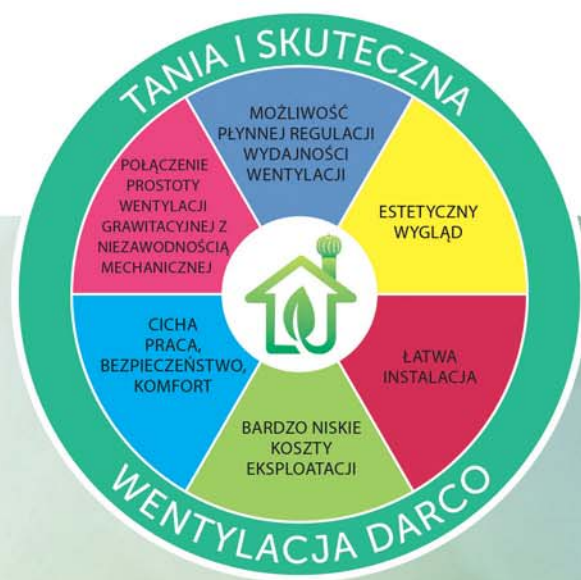 TANIA I SKUTECZNA
MOŻLIWOŚĆ
PŁYNNEJ REGULACJI
WYDAJNOŚCI
WENTYLACJI
ESTETYCZNY
WYGLĄD
ŁATWA
INSTALACJA
BARDZO NISKIE
KOSZTY
EKSPLOATACJI
CICHA
PRACA,
BEZPIECZEŃSTWO,
KOMFORT
POŁĄCZENIE
PROSTOTY
WENTYLACJI
GRAWITACYJNEJ Z
NIEZAWODNOŚCIĄ
MECHANICZNEJ
WENTYLACJA DARCO